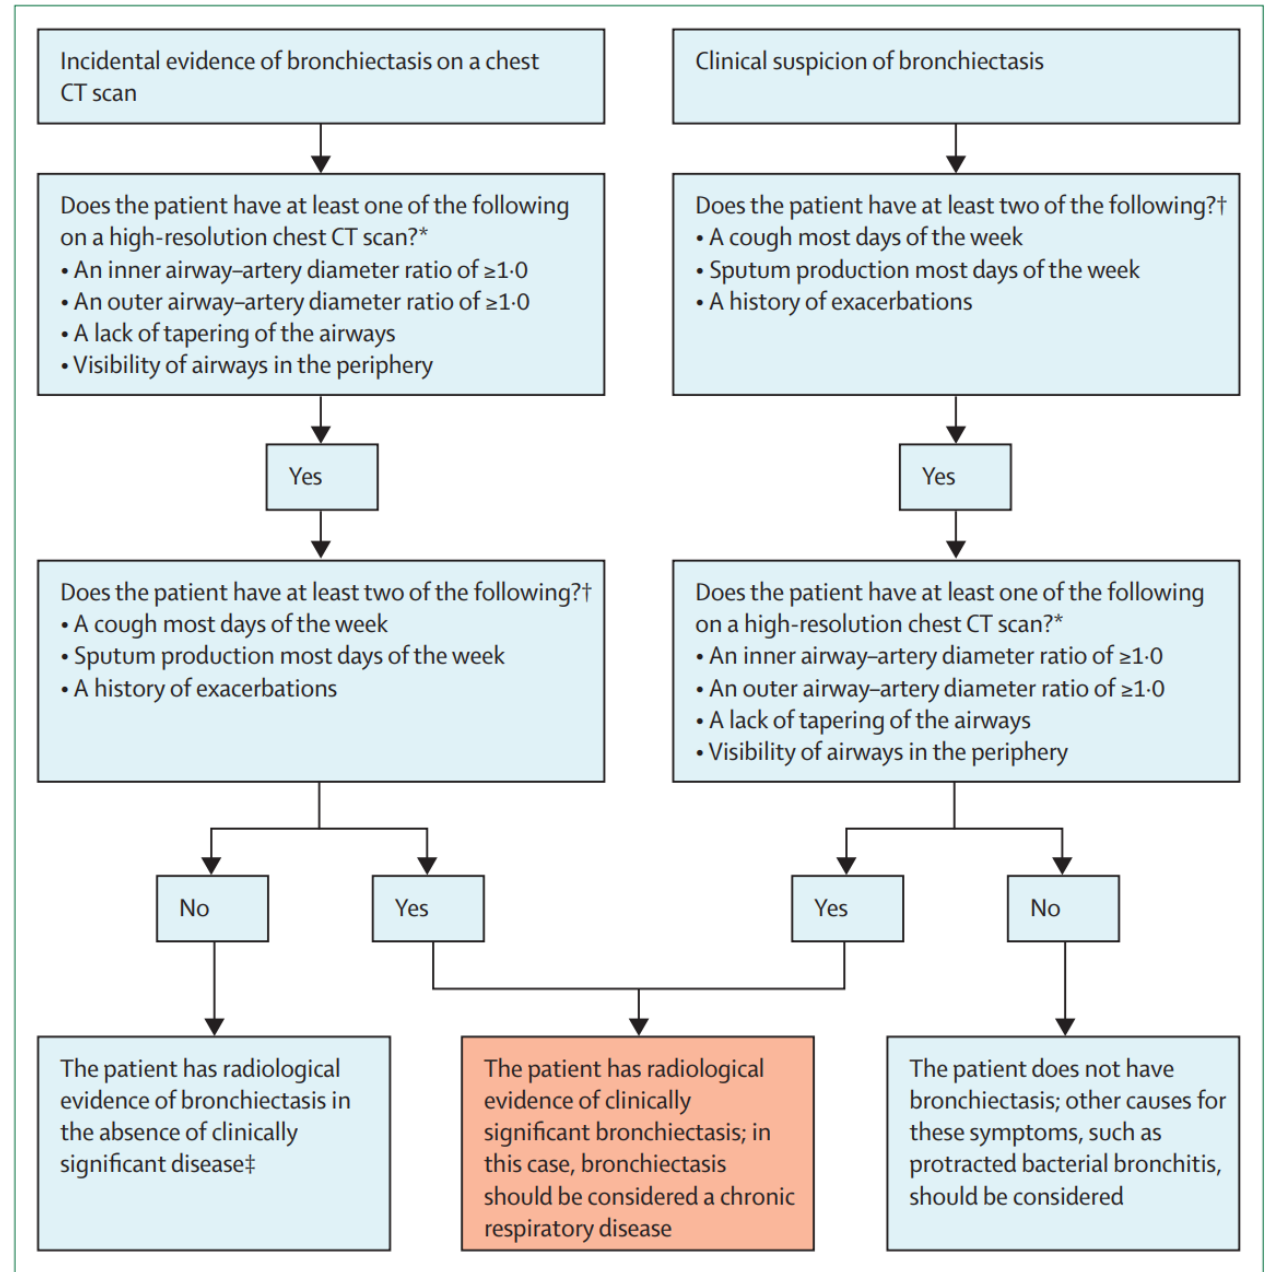 Incidental evidence of bronchiectasis on a chest
CT scan
Clinical suspicion of bronchiectasis
Does the patient have at least one of the following
on a high-resolution chest CT scan?*
• An inner airway–artery diameter ratio of ≥1·0
• An outer airway–artery diameter ratio of ≥1·0
• A lack of tapering of the airways
• Visibility of airways in the periphery
Does the patient have at least two of the following?†
• A cough most days of the week
• Sputum production most days of the week
• A history of exacerbations
Yes
Yes
Does the patient have at least two of the following?†
• A cough most days of the week
• Sputum production most days of the week
• A history of exacerbations
Does the patient have at least one of the following
on a high-resolution chest CT scan?*
• An inner airway–artery diameter ratio of ≥1·0
• An outer airway–artery diameter ratio of ≥1·0
• A lack of tapering of the airways
• Visibility of airways in the periphery
No
Yes
Yes
No
The patient has radiological
evidence of bronchiectasis in
the absence of clinically
significant disease‡
The patient has radiological
evidence of clinically
significant bronchiectasis; in
this case, bronchiectasis
should be considered a chronic
respiratory disease
The patient does not have
bronchiectasis; other causes for
these symptoms, such as
protracted bacterial bronchitis,
should be considered